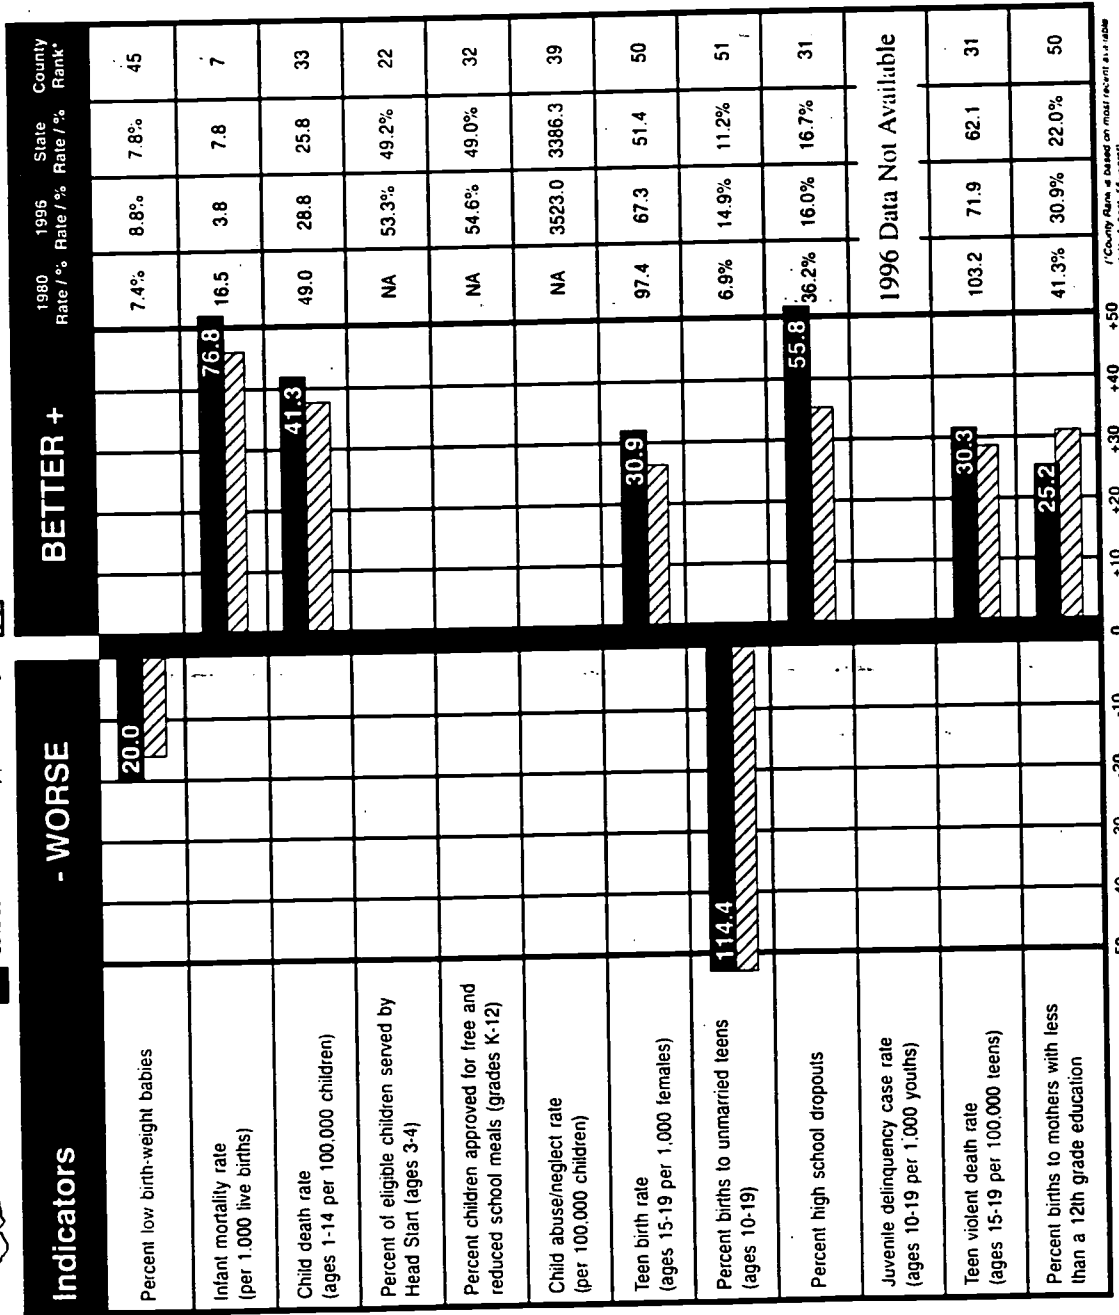 Indicators
- WORSE
BETTER +
1980 Rate / %
1996 Rate / %
State Rate / %
County Rank*
Percent low birth-weight babies
20.0
7.4% 8.8% 7.8% 45
Infant mortality rate
(per 1.000 live births)
76.8
16.5 3.8 7.8 7
Child death rate
(ages 1-14 per 100,000 children)
41.3
49.0 28.8 25.8 33
Percent of eligible children served by
Head Start (ages 3-4)
NA 53.3% 49.2% 22
Percent children approved for free and
reduced school meals (grades K-12)
NA 54.6% 49.0% 32
Child abuse/neglect rate
(per 100,000 children)
NA 3523.0 3386.3 39
Teen birth rate
(ages 15-19 per 1,000 females)
30.9
97.4 67.3 51.4 50
Percent births to unmarried teens
(ages 10-19)
114.4
6.9% 14.9% 11.2% 51
Percent high school dropouts
55.8
36.2% 16.0% 16.7% 31
Juvenile delinquency case rate
(ages 10-19 per 1.000 youths)
1996 Data Not Available
Teen violent death rate
(ages 15-19 per 100,000 teens)
30.3
103.2 71.9 62.1 31
Percent births to mothers with less
than a 12th grade education
25.2
41.3% 30.9% 22.0% 50
0 +10 +20 +30 +40 +50
(*County Rank is based on most recent available